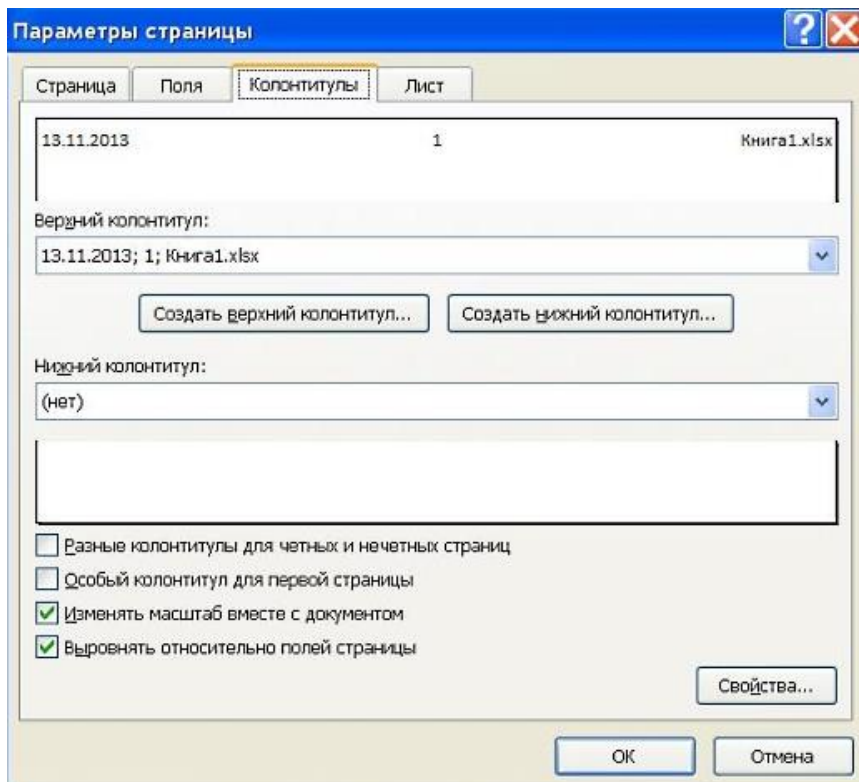 Параметры страницы
Страница Поля Колонтитулы Лист
13.11.2013 1 Книга1.xlsx
Верхний колонтитул:
13.11.2013; 1; Книга1.xlsx
Создать верхний колонтитул... Создать нижний колонтитул...
Нижний колонтитул:
(нет)
Разные колонтитулы для четных и нечетных страниц
Особый колонтитул для первой страницы
Изменять масштаб вместе с документом
Выровнять относительно полей страницы
Свойства...
ОК Отмена